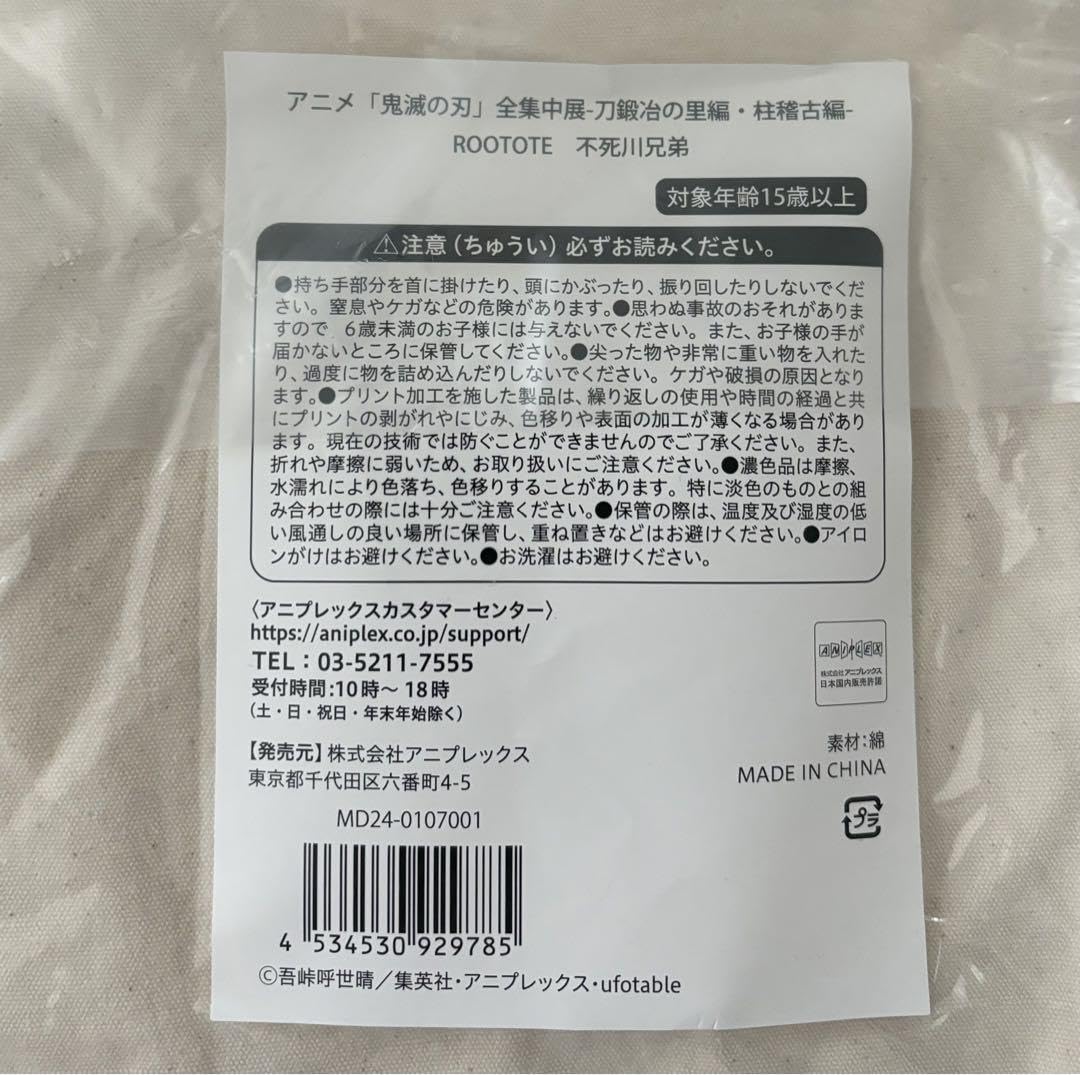 アニメ「鬼滅の刃」全集中展-刀鍛冶の里編・柱稽古編-
ROOTOTE 不死川兄弟
対象年齢15歳以上
⚠注意（ちゅうい）必ずお読みください。
●持ち手部分を首に掛けたり、頭にかぶったり、振り回したりしないでくだ
さい。窒息やケガなどの危険があります。●思わぬ事故のおそれがありま
すので、6歳未満のお子様には与えないでください。また、お子様の手が
届かないところに保管してください。●尖った物や非常に重い物を入れた
り、過度に物を詰め込んだりしないでください。ケガや破損の原因となり
ます。●プリント加工を施した製品は、繰り返しの使用や時間の経過と共
にプリントの剥がれやにじみ、色移りや表面の加工が薄くなる場合があり
ます。現在の技術では防ぐことができませんのでご了承ください。また、
折れや摩擦に弱いため、お取り扱いにご注意ください。●濃色品は摩擦、
水濡れにより色落ち、色移りすることがあります。特に淡色のものとの組
み合わせの際には十分ご注意ください。●保管の際は、温度及び湿度の低
い風通しの良い場所に保管し、重ね置きなどはお避けください。●アイロ
ンがけはお避けください。●お洗濯はお避けください。
〈アニプレックスカスタマーセンター〉
https://aniplex.co.jp/support/
TEL：03-5211-7555
受付時間：10時～18時
（土・日・祝日・年末年始除く）
ANIPLEX
株式会社アニプレックス
日本国内販売許諾
【発売元】株式会社アニプレックス
東京都千代田区六番町4-5
素材：綿
MADE IN CHINA
プラ
MD24-0107001
4 534530 929785
©吾峠呼世晴／集英社・アニプレックス・ufotable